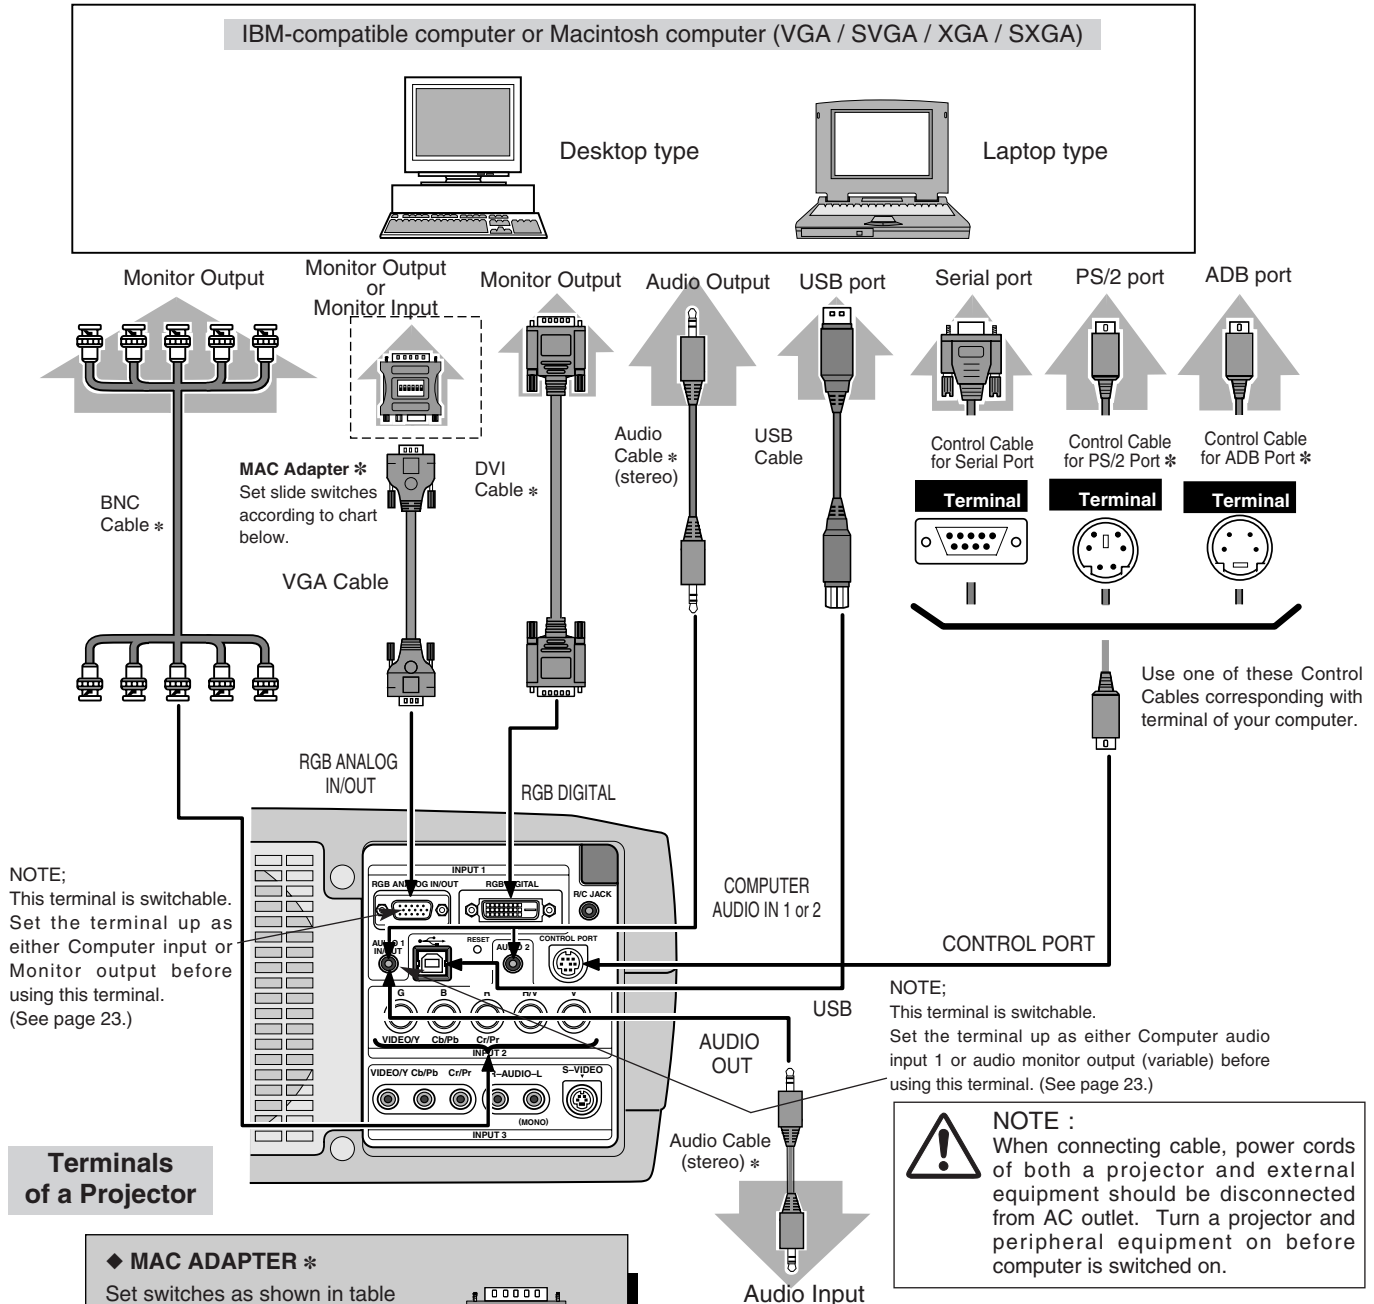 IBM-compatible computer or Macintosh computer (VGA / SVGA / XGA / SXGA)
Desktop type
Laptop type
Monitor Output
Monitor Output
or
Monitor Input
Monitor Output
Audio Output
USB port
Serial port
PS/2 port
ADB port
BNC
Cable ✻
MAC Adapter ✻
Set slide switches
according to chart
below.
VGA Cable
DVI
Cable ✻
Audio
Cable ✻
(stereo)
USB
Cable
Control Cable
for Serial Port
Control Cable
for PS/2 Port ✻
Control Cable
for ADB Port ✻
Terminal
Terminal
Terminal
Use one of these Control
Cables corresponding with
terminal of your computer.
RGB ANALOG
IN/OUT
RGB DIGITAL
COMPUTER
AUDIO IN 1 or 2
CONTROL PORT
USB
AUDIO
OUT
NOTE;
This terminal is switchable.
Set the terminal up as
either Computer input or
Monitor output before
using this terminal.
(See page 23.)
INPUT 1
RGB ANALOG IN/OUT
RGB DIGITAL
R/C JACK
AUDIO 1
IN/OUT
RESET
AUDIO 2
CONTROL PORT
G
B
R
H/V
V
VIDEO/Y
Cb/Pb
Cr/Pr
INPUT 2
VIDEO/Y Cb/Pb Cr/Pr
R–AUDIO–L
S–VIDEO
(MONO)
INPUT 3
NOTE;
This terminal is switchable.
Set the terminal up as either Computer audio
input 1 or audio monitor output (variable) before
using this terminal. (See page 23.)
Audio Cable
(stereo) ✻
Audio Input
NOTE :
When connecting cable, power cords
of both a projector and external
equipment should be disconnected
from AC outlet. Turn a projector and
peripheral equipment on before
computer is switched on.
Terminals
of a Projector
◆ MAC ADAPTER ✻
Set switches as shown in table